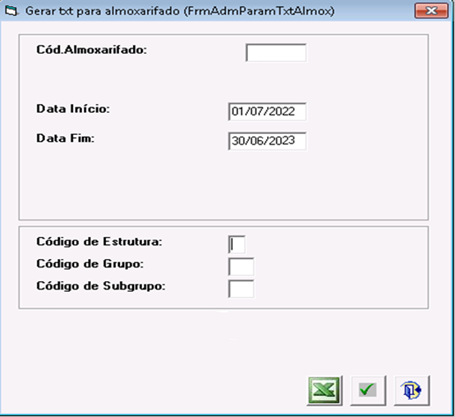 Gerar txt para almoxarifado (FrmAdmParamTxtAlmox)
Cód.Almoxarifado:
Data Início: 01/07/2022
Data Fim: 30/06/2023
Código de Estrutura:
Código de Grupo:
Código de Subgrupo: